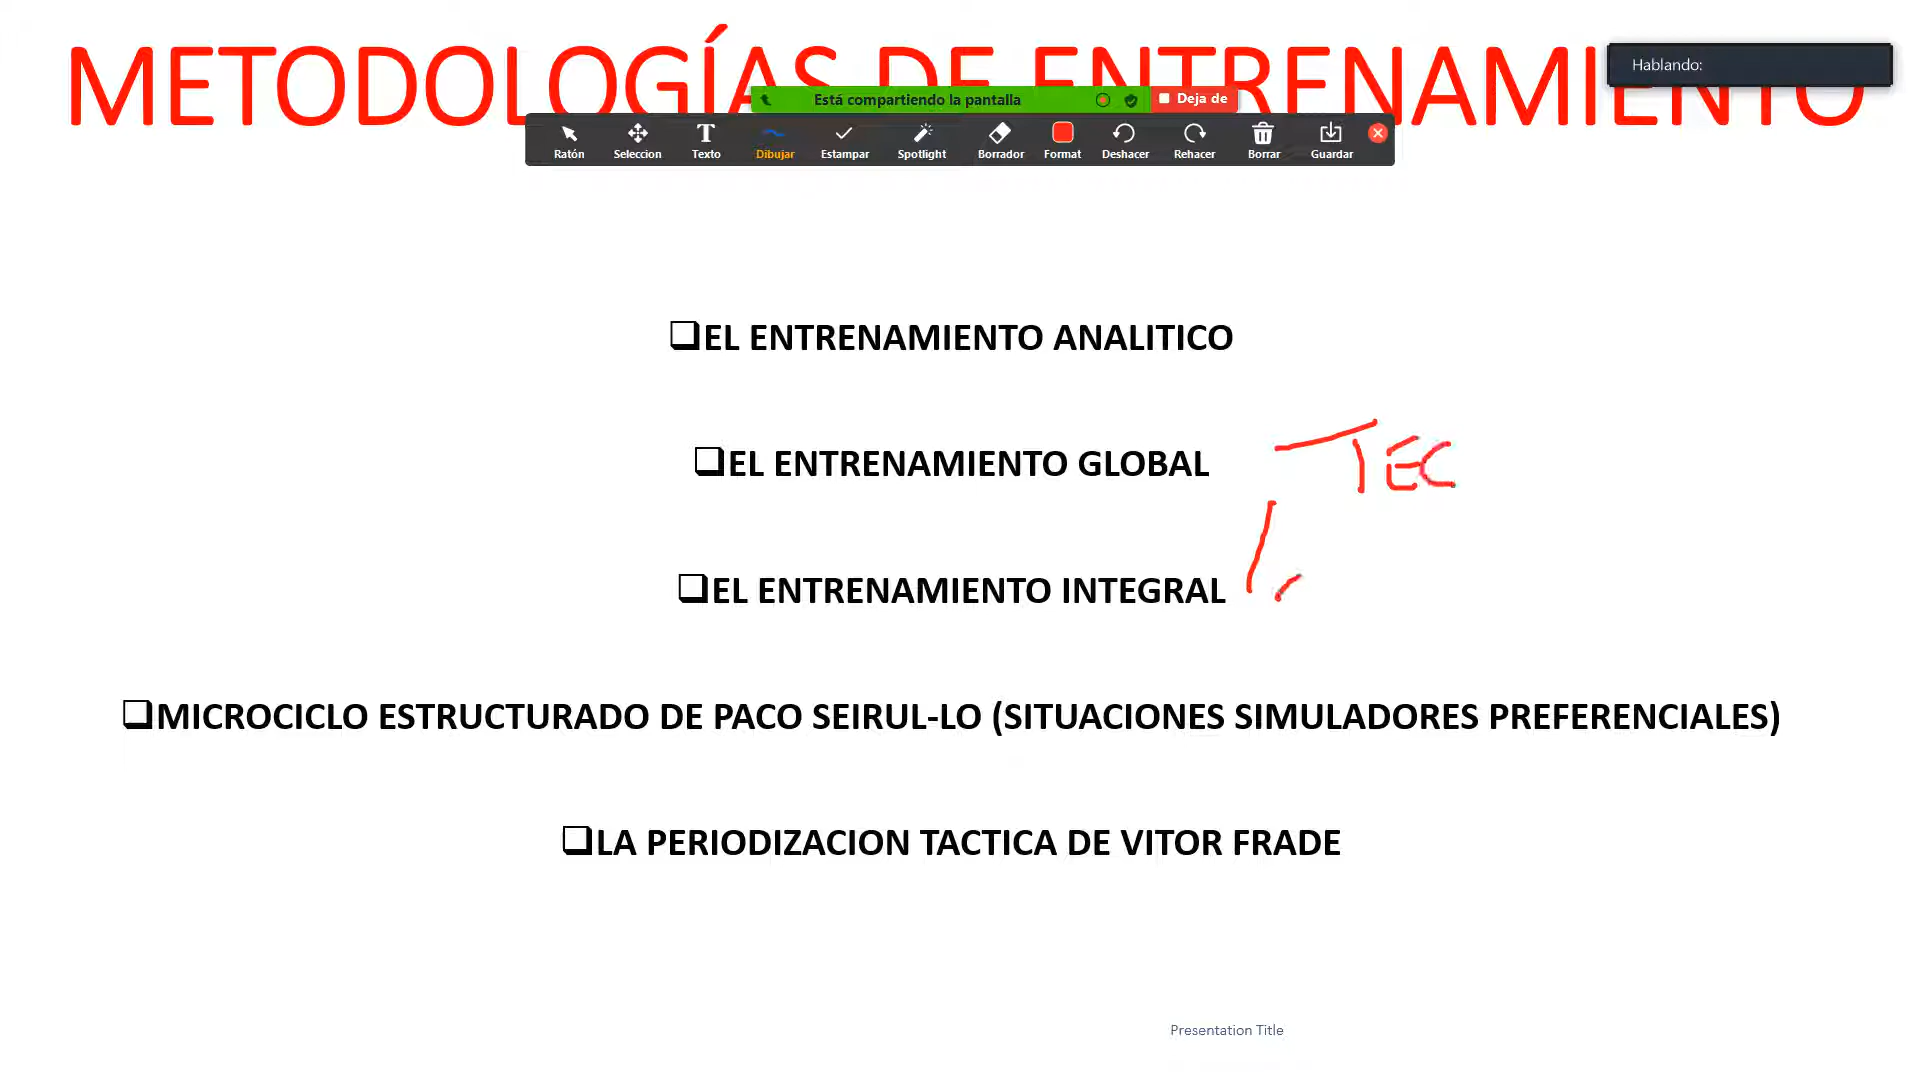 METODOLOGÍAS DE ENTRENAMIENTO
Hablando:
Está compartiendo la pantalla
Deja de
Ratón Seleccion Texto Dibujar Estampar Spotlight Borrador Format Deshacer Rehacer Borrar Guardar
❑EL ENTRENAMIENTO ANALITICO
❑EL ENTRENAMIENTO GLOBAL
TEC
❑EL ENTRENAMIENTO INTEGRAL
❑MICROCICLO ESTRUCTURADO DE PACO SEIRUL-LO (SITUACIONES SIMULADORES PREFERENCIALES)
❑LA PERIODIZACION TACTICA DE VITOR FRADE
Presentation Title